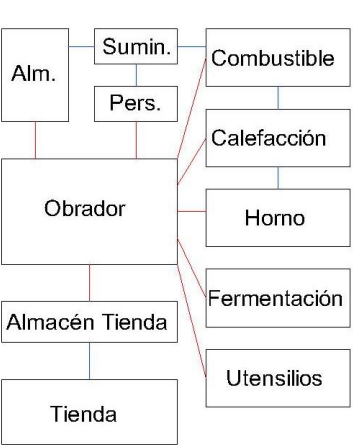 Sumin.
Combustible
Alm.
Pers.
Calefacción
Obrador
Horno
Fermentación
Almacén Tienda
Utensilios
Tienda